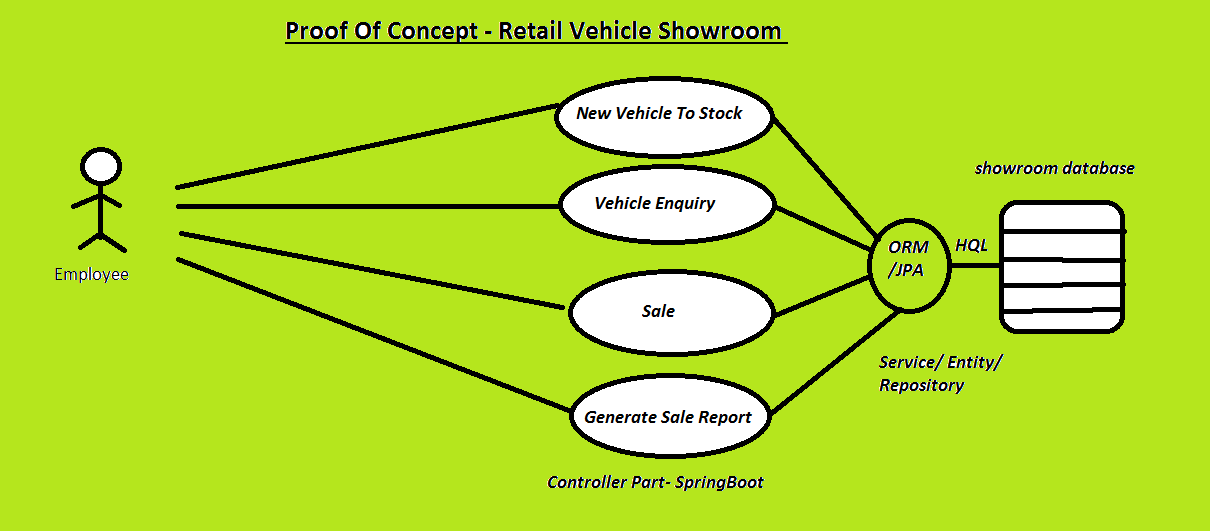 Proof Of Concept - Retail Vehicle Showroom
New Vehicle To Stock
showroom database
Vehicle Enquiry
ORM
/JPA
HQL
Employee
Sale
Service/ Entity/
Repository
Generate Sale Report
Controller Part- SpringBoot